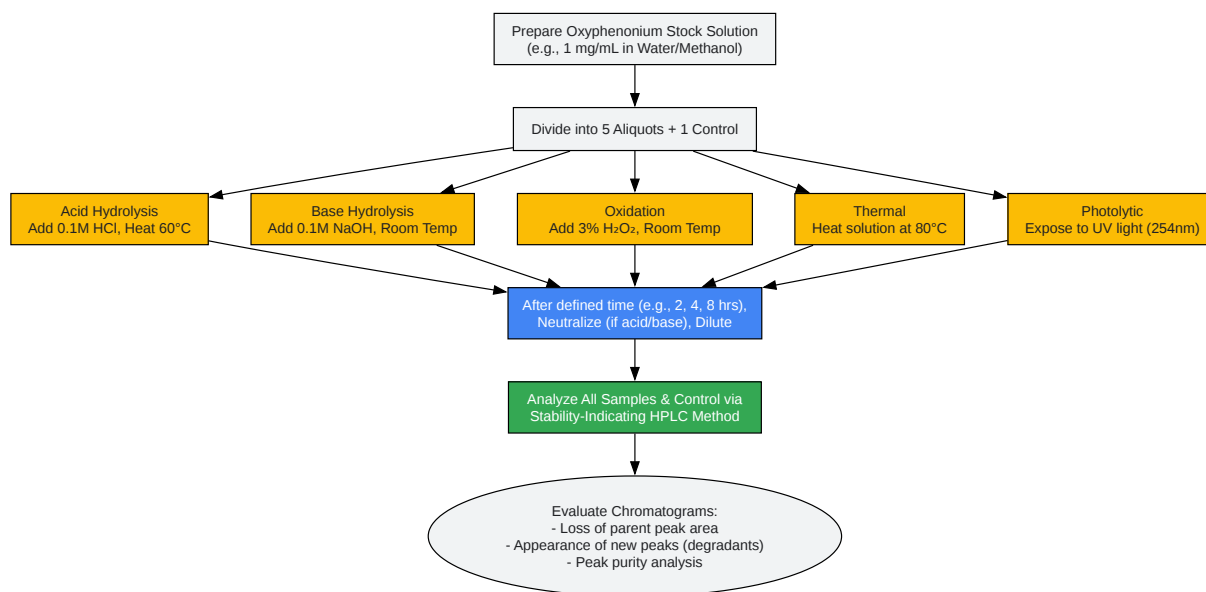 Prepare Oxyphenonium Stock Solution
(e.g., 1 mg/mL in Water/Methanol)
Divide into 5 Aliquots + 1 Control
Acid Hydrolysis
Add 0.1M HCl, Heat 60°C
Base Hydrolysis
Add 0.1M NaOH, Room Temp
Oxidation
Add 3% H₂O₂, Room Temp
Thermal
Heat solution at 80°C
Photolytic
Expose to UV light (254nm)
After defined time (e.g., 2, 4, 8 hrs),
Neutralize (if acid/base), Dilute
Analyze All Samples & Control via
Stability-Indicating HPLC Method
Evaluate Chromatograms:
- Loss of parent peak area
- Appearance of new peaks (degradants)
- Peak purity analysis